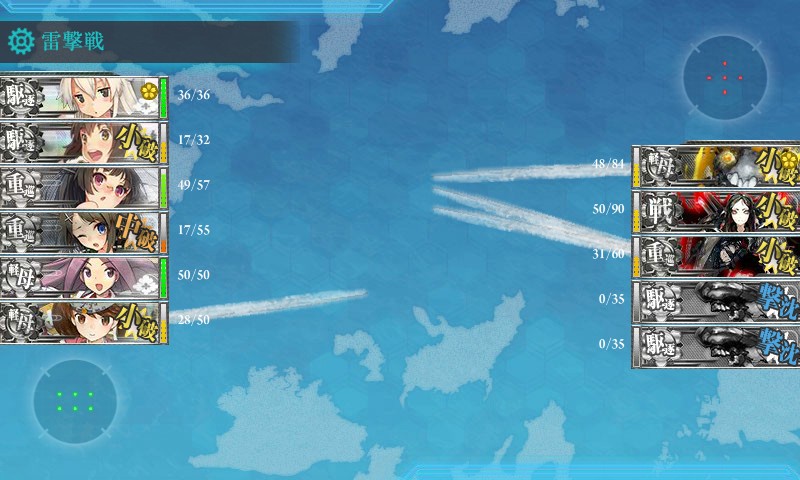 雷撃戦
駆逐
36/36
駆逐
小破
17/32
重巡
49/57
重巡
中破
17/55
軽母
50/50
軽母
小破
28/50
48/84
軽母
小破
50/90
戦
小破
31/60
重巡
小破
0/35
駆逐
撃沈
0/35
駆逐
撃沈